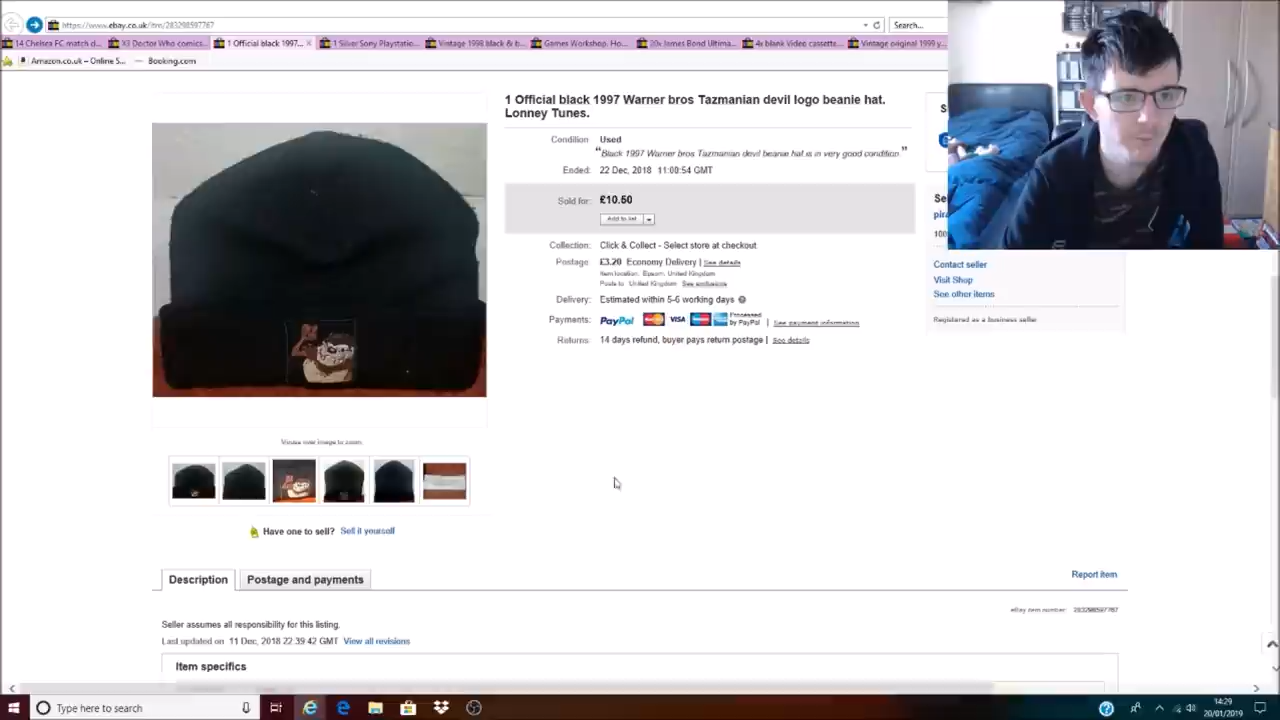 https://www.ebay.co.uk/itm/283298597767
Search...
14 Chelsea FC match d...
X3 Doctor Who comics...
1 Official black 1997...
1 Silver Sony Playstatio...
Vintage 1998 black & b...
Games Workshop. Ho...
20x James Bond Ultima...
4x blank Video cassette...
Vintage original 1999 y...
Amazon.co.uk – Online S...
Booking.com
1 Official black 1997 Warner bros Tazmanian devil logo beanie hat.
Lonney Tunes.
Condition Used
"Black 1997 Warner bros Tazmanian devil beanie hat is in very good condition."
Ended: 22 Dec, 2018 11:00:54 GMT
Sold for: £10.50
Add to list
Collection: Click & Collect - Select store at checkout
Postage: £3.20 Economy Delivery | See details
Item location: Epsom, United Kingdom
Posts to: United Kingdom See exclusions
Delivery: Estimated within 5-6 working days
Payments: PayPal VISA Processed by PayPal | See payment information
Returns: 14 days refund, buyer pays return postage | See details
Contact seller
Visit Shop
See other items
Registered as a business seller
Mouse over image to zoom
Have one to sell? Sell it yourself
Description
Postage and payments
Report item
eBay item number: 283298597767
Seller assumes all responsibility for this listing.
Last updated on 11 Dec, 2018 22:39:42 GMT View all revisions
Item specifics
Type here to search
14:29
20/01/2019